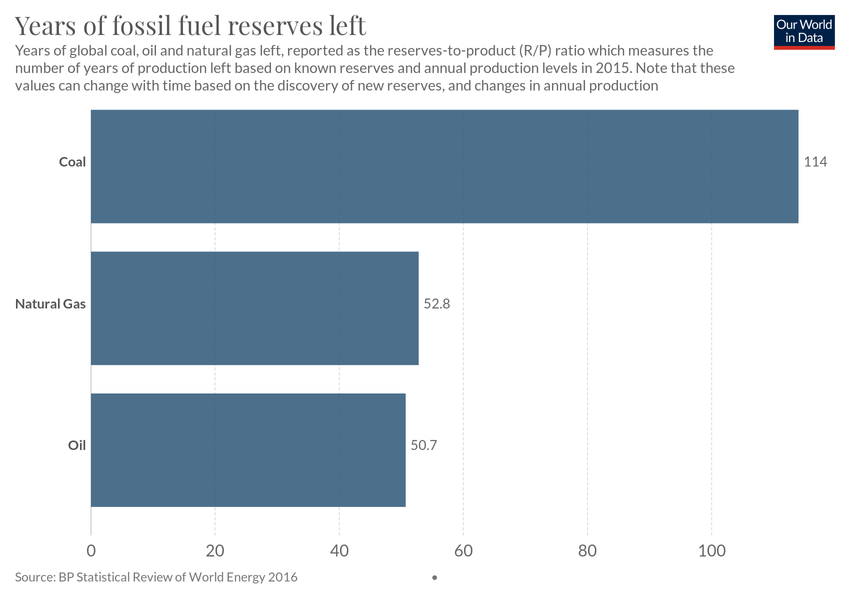 Years of fossil fuel reserves left
Our World
in Data
Years of global coal, oil and natural gas left, reported as the reserves-to-product (R/P) ratio which measures the
number of years of production left based on known reserves and annual production levels in 2015. Note that these
values can change with time based on the discovery of new reserves, and changes in annual production
Coal
114
Natural Gas
52.8
Oil
50.7
0 20 40 60 80 100
Source: BP Statistical Review of World Energy 2016 •